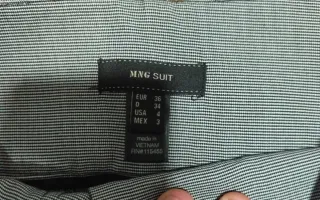 MNG SUIT
EUR 36
D 34
USA 4
MEX 3
made in
VIETNAM